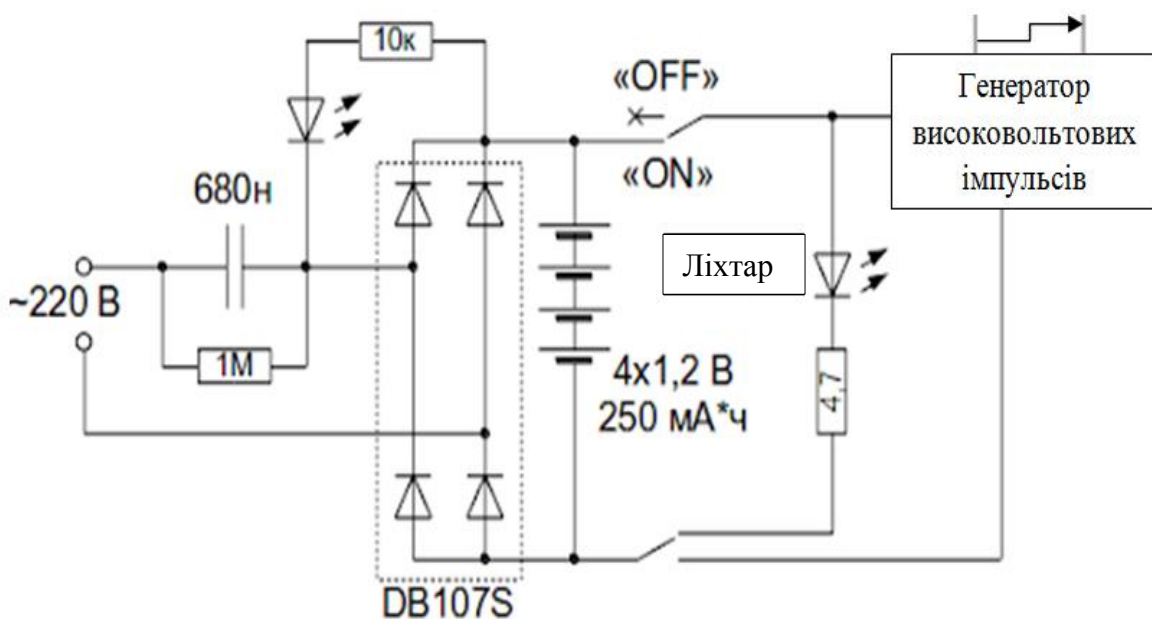 10к
«OFF»
«ON»
Генератор
високовольтових
імпульсів
680н
~220 В
1М
Ліхтар
4х1,2 В
250 мА*ч
4,7
DB107S